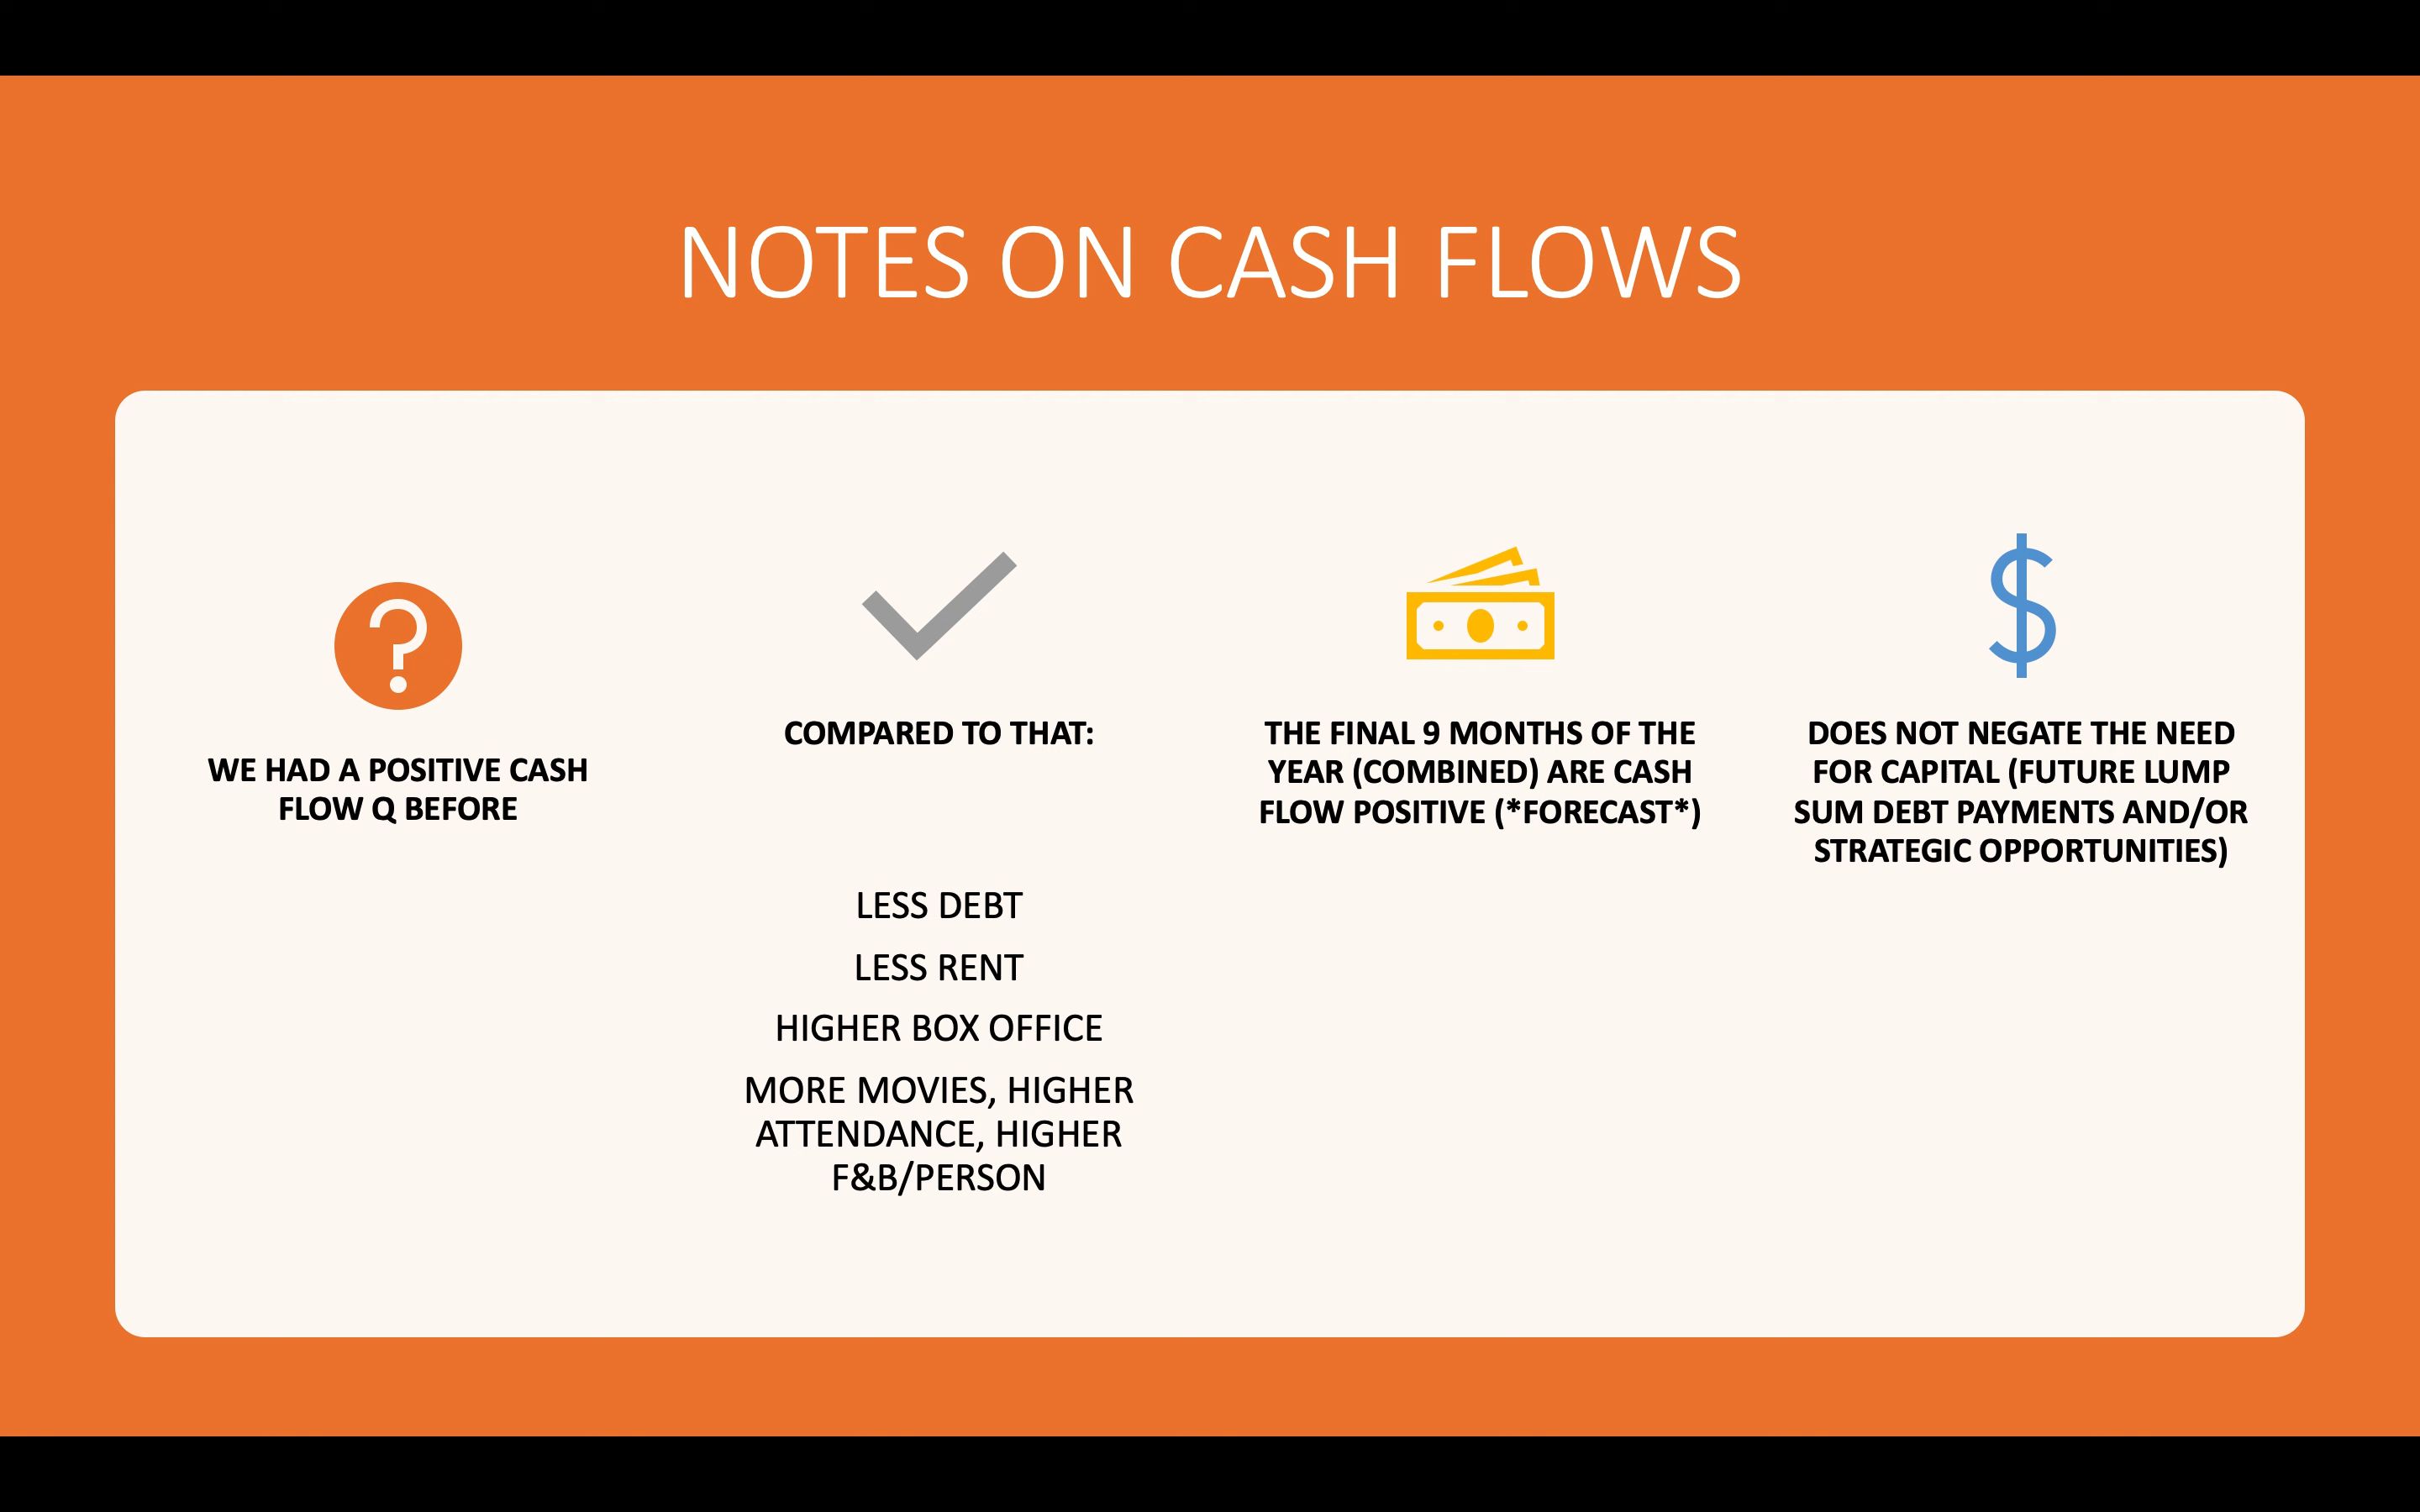 NOTES ON CASH FLOWS
WE HAD A POSITIVE CASH
FLOW Q BEFORE
COMPARED TO THAT:
LESS DEBT
LESS RENT
HIGHER BOX OFFICE
MORE MOVIES, HIGHER
ATTENDANCE, HIGHER
F&B/PERSON
THE FINAL 9 MONTHS OF THE
YEAR (COMBINED) ARE CASH
FLOW POSITIVE (*FORECAST*)
DOES NOT NEGATE THE NEED
FOR CAPITAL (FUTURE LUMP
SUM DEBT PAYMENTS AND/OR
STRATEGIC OPPORTUNITIES)